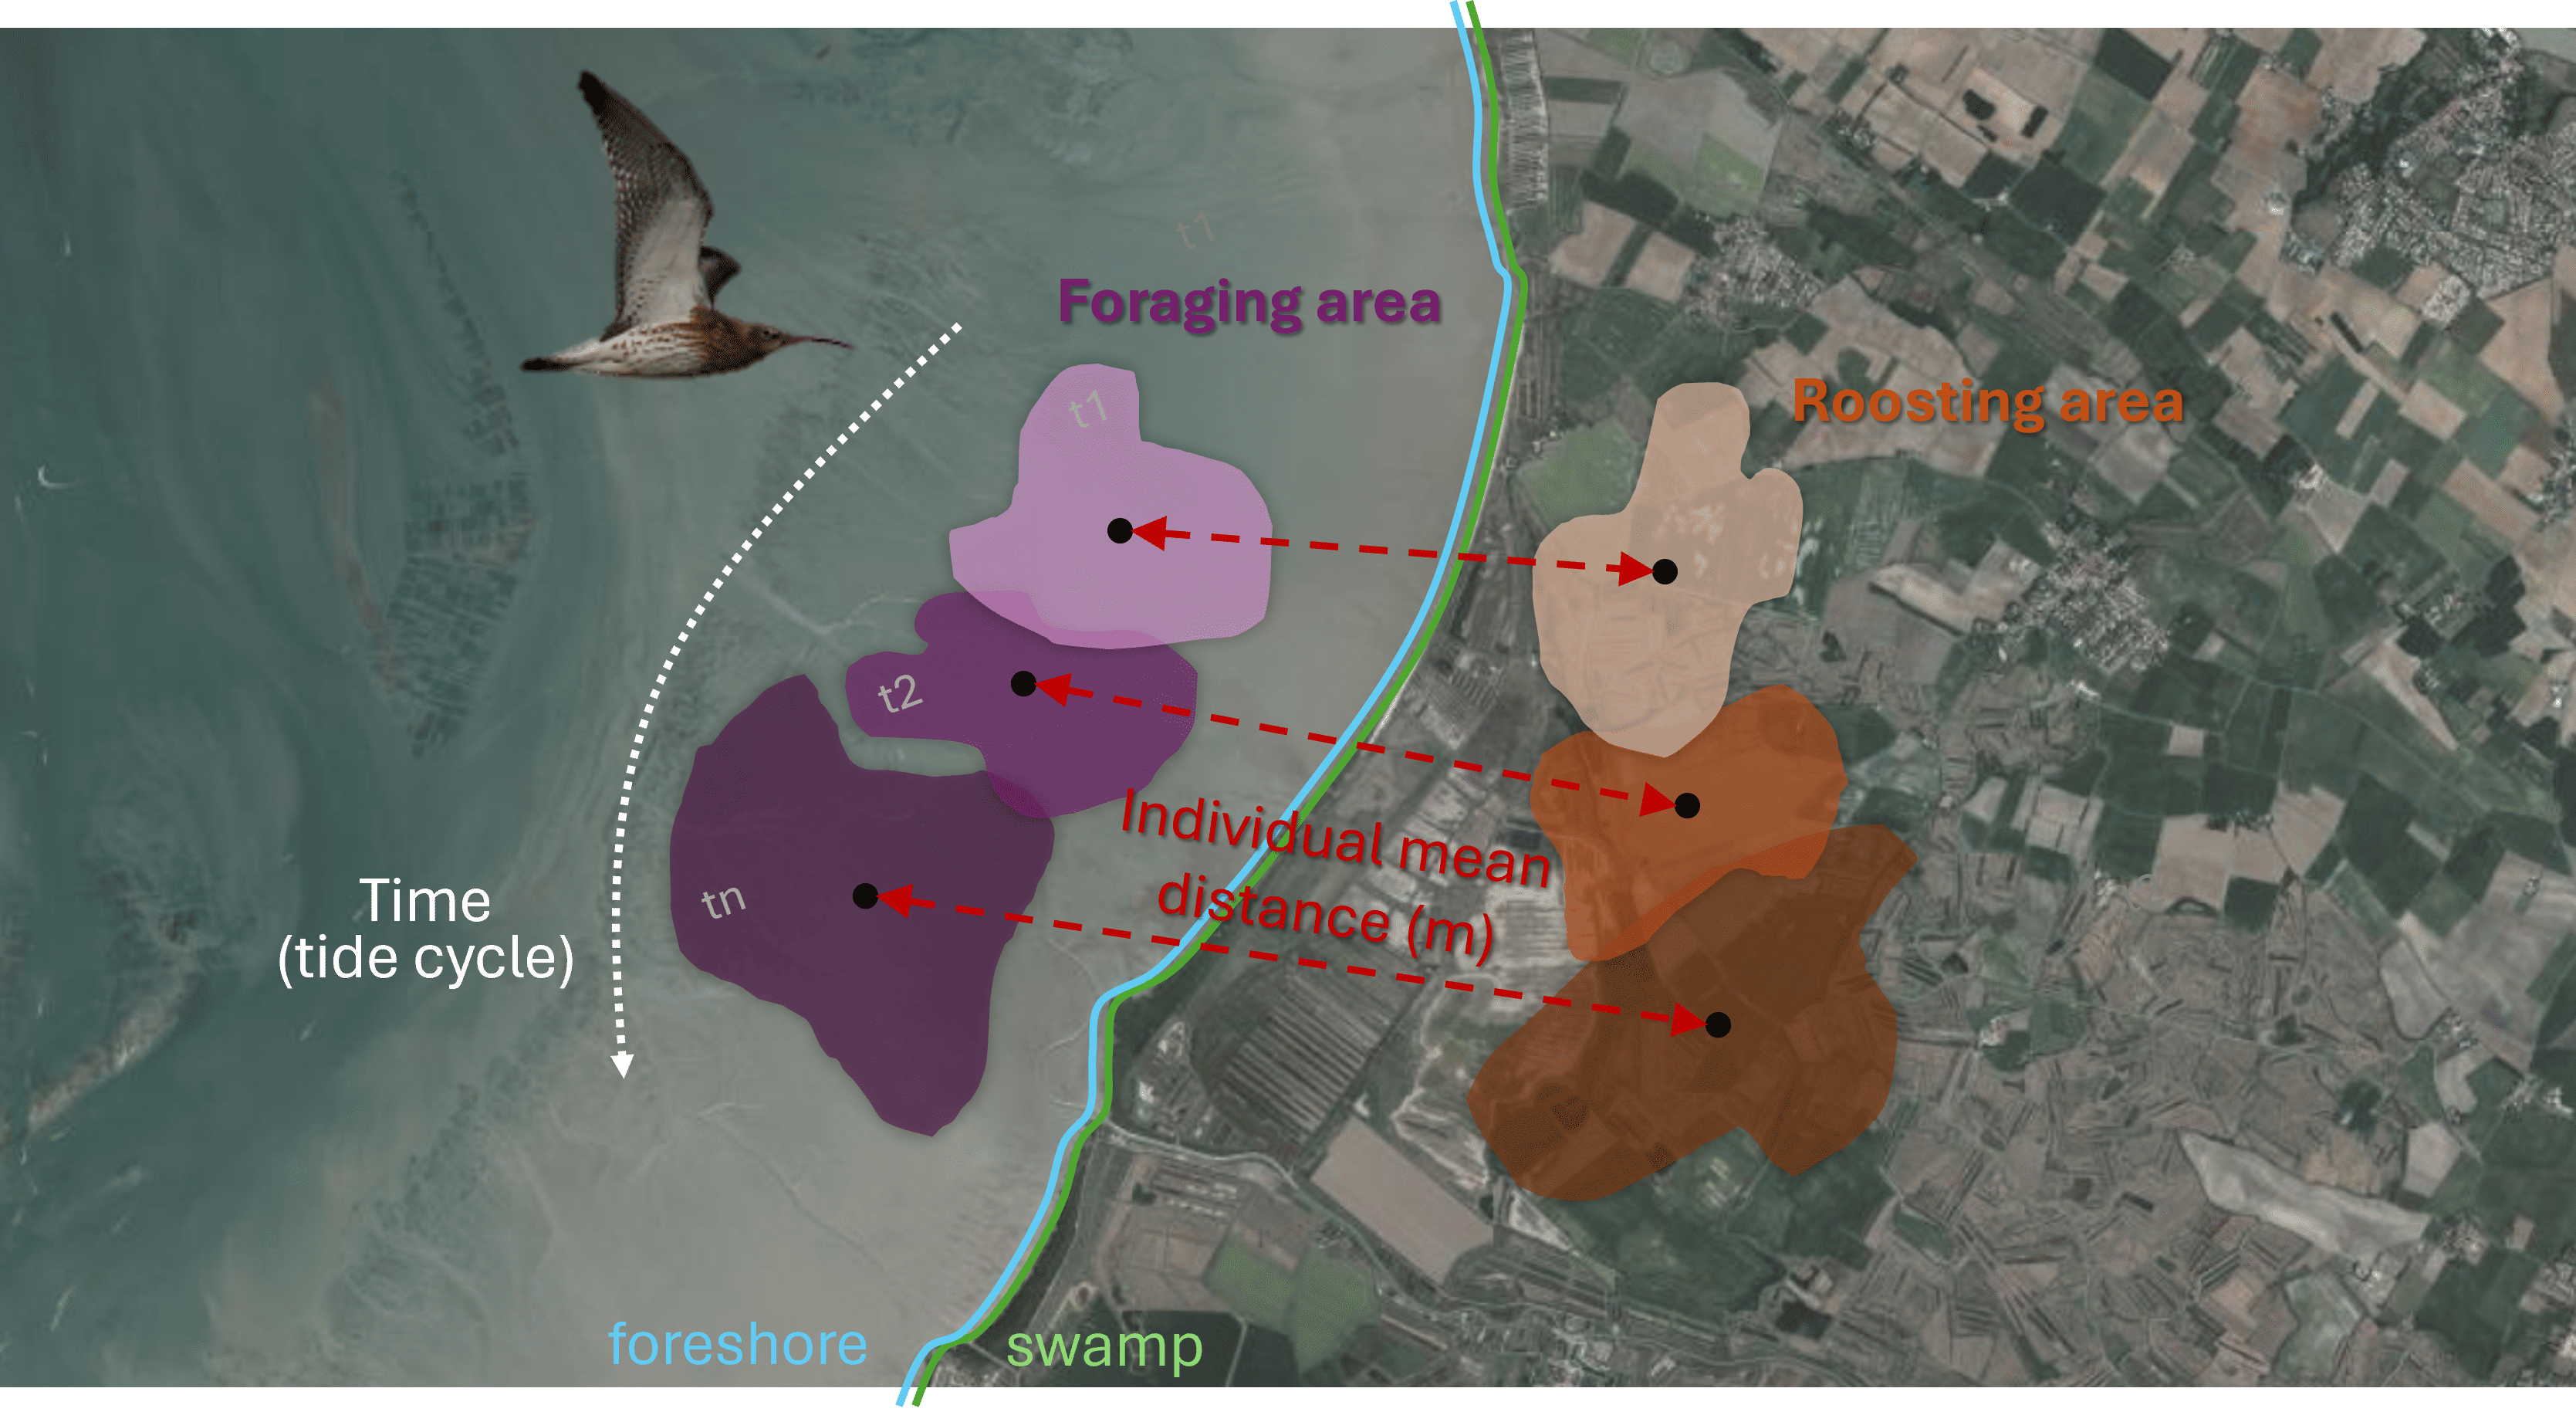 t1
Foraging area
t1
Roosting area
t2
Individual mean
distance (m)
tn
Time
(tide cycle)
foreshore
swamp